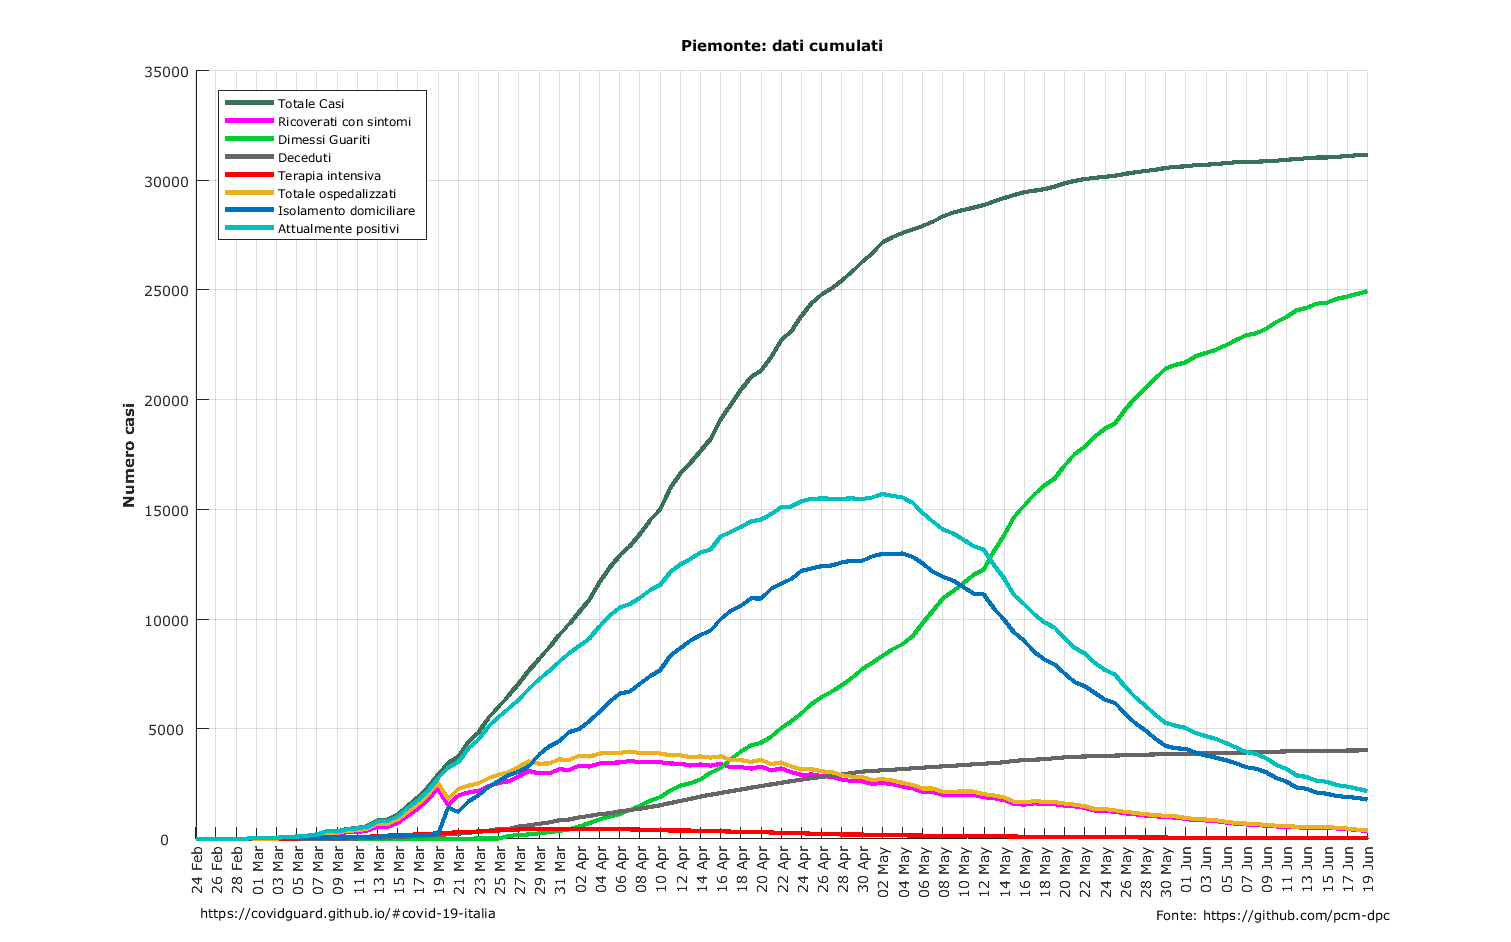 Piemonte: dati cumulati
35000
30000
25000
20000
15000
10000
5000
0
Numero casi
Totale Casi
Ricoverati con sintomi
Dimessi Guariti
Deceduti
Terapia intensiva
Totale ospedalizzati
Isolamento domiciliare
Attualmente positivi
24 Feb
26 Feb
28 Feb
01 Mar
03 Mar
05 Mar
07 Mar
09 Mar
11 Mar
13 Mar
15 Mar
17 Mar
19 Mar
21 Mar
23 Mar
25 Mar
27 Mar
29 Mar
31 Mar
02 Apr
04 Apr
06 Apr
08 Apr
10 Apr
12 Apr
14 Apr
16 Apr
18 Apr
20 Apr
22 Apr
24 Apr
26 Apr
28 Apr
30 Apr
02 May
04 May
06 May
08 May
10 May
12 May
14 May
16 May
18 May
20 May
22 May
24 May
26 May
28 May
30 May
01 Jun
03 Jun
05 Jun
07 Jun
09 Jun
11 Jun
13 Jun
15 Jun
17 Jun
19 Jun
https://covidguard.github.io/#covid-19-italia
Fonte: https://github.com/pcm-dpc